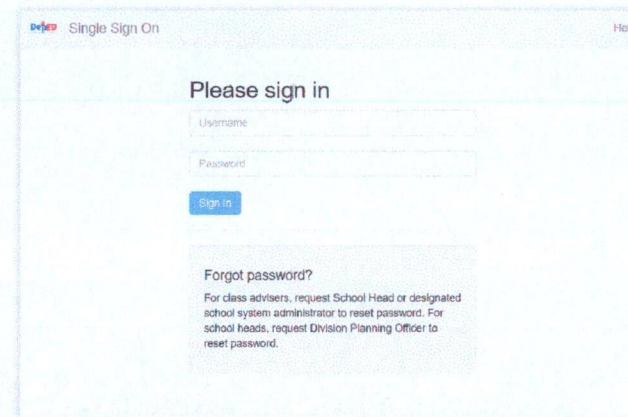 DepED Single Sign On
Please sign in
Username
Password
Sign In
Forgot password?
For class advisers, request School Head or designated
school system administrator to reset password. For
school heads, request Division Planning Officer to
reset password.